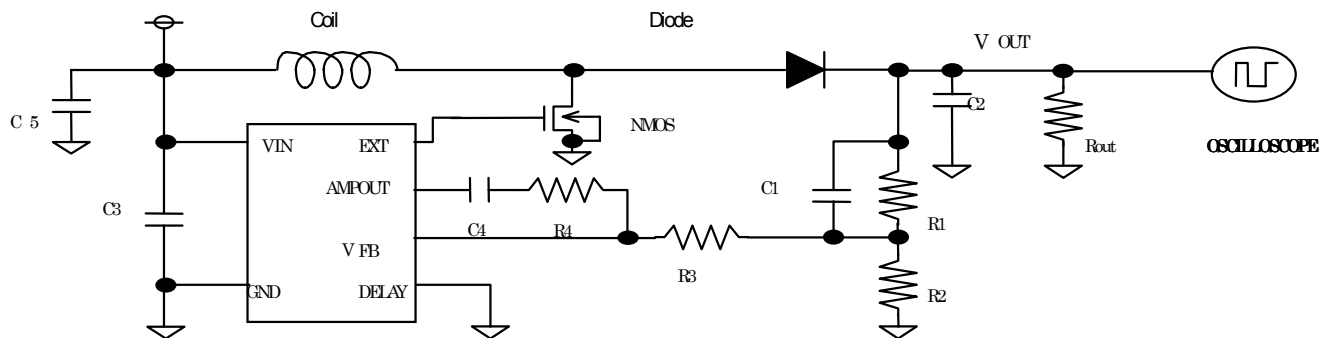 Coil
Diode
V OUT
C 5
C2
VIN
EXT
NMOS
Rout
OSCILLOSCOPE
AMPOUT
C1
C3
C4
R4
R1
V FB
R3
GND
DELAY
R2